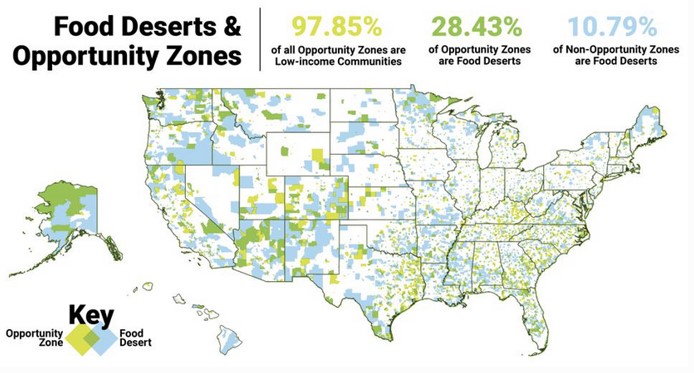 Food Deserts &
Opportunity Zones
97.85%
of all Opportunity Zones are
Low-income Communities
28.43%
of Opportunity Zones
are Food Deserts
10.79%
of Non-Opportunity Zones
are Food Deserts
Key
Opportunity
Zone
Food
Desert